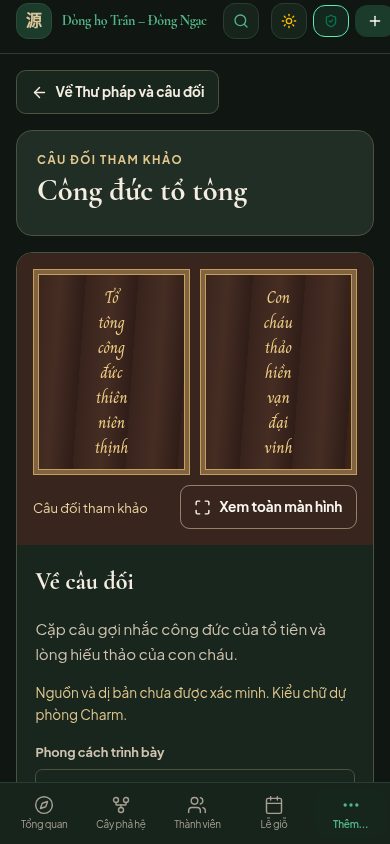 源 Dòng họ Trần – Đông Ngạc
Về Thư pháp và câu đối
CÂU ĐỐI THAM KHẢO
Công đức tổ tông
Tổ
tông
công
đức
thiên
niên
thịnh
Con
cháu
thảo
hiền
vạn
đại
vinh
Câu đối tham khảo
Xem toàn màn hình
Về câu đối
Cặp câu gợi nhắc công đức của tổ tiên và
lòng hiếu thảo của con cháu.
Nguồn và dị bản chưa được xác minh. Kiểu chữ dự
phòng Charm.
Phong cách trình bày
Tổng quan
Cây phả hệ
Thành viên
Lễ giỗ
Thêm...